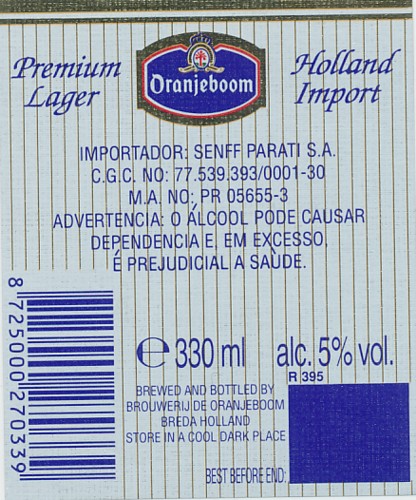 Premium Lager
Oranjeboom
Holland Import
IMPORTADOR: SENFF PARATI S.A.
C.G.C. NO: 77.539.393/0001-30
M.A. NO: PR 05655-3
ADVERTENCIA: O ÁLCOOL PODE CAUSAR
DEPENDENCIA E, EM EXCESSO,
É PREJUDICIAL A SAÙDE.
8 725000 270339
e 330 ml alc. 5% vol.
R 395
BREWED AND BOTTLED BY
BROUWERIJ DE ORANJEBOOM
BREDA HOLLAND
STORE IN A COOL DARK PLACE
BEST BEFORE END: